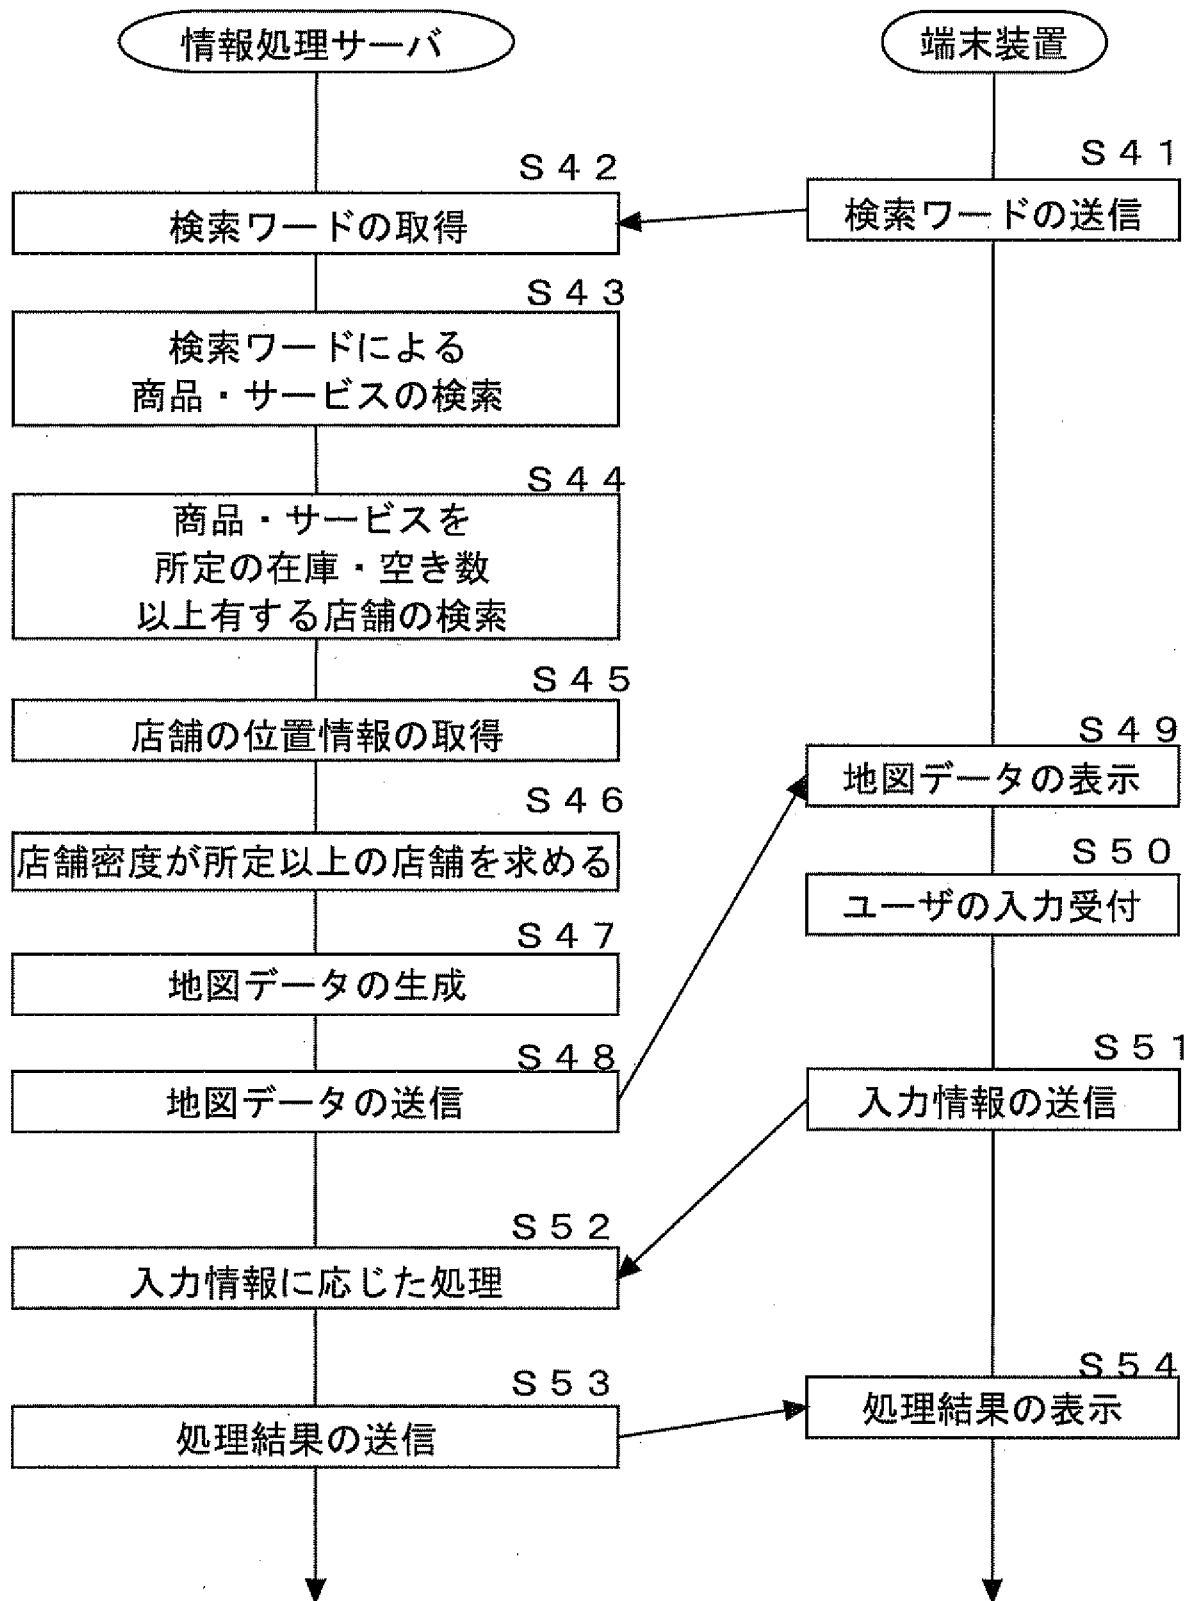 情報処理サーバ
端末装置
S41
検索ワードの送信
S42
検索ワードの取得
S43
検索ワードによる
商品・サービスの検索
S44
商品・サービスを
所定の在庫・空き数
以上有する店舗の検索
S45
店舗の位置情報の取得
S46
店舗密度が所定以上の店舗を求める
S47
地図データの生成
S48
地図データの送信
S49
地図データの表示
S50
ユーザの入力受付
S51
入力情報の送信
S52
入力情報に応じた処理
S53
処理結果の送信
S54
処理結果の表示